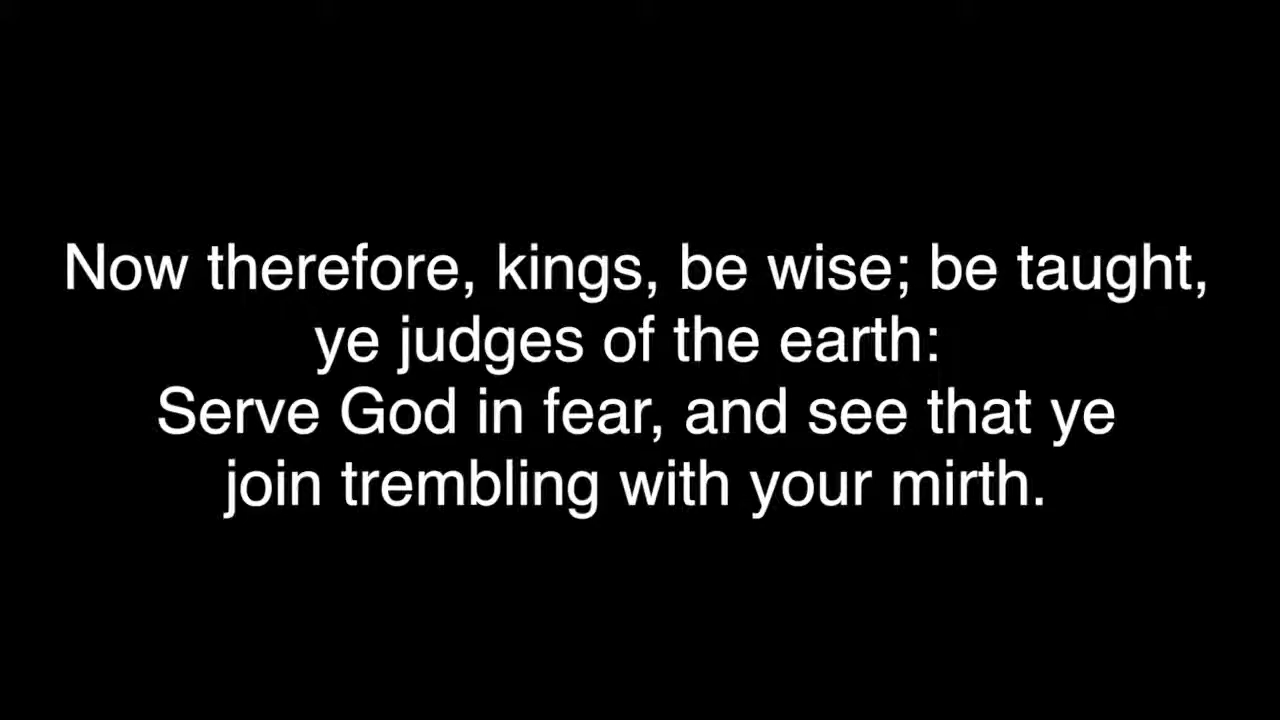 Now therefore, kings, be wise; be taught,
ye judges of the earth:
Serve God in fear, and see that ye
join trembling with your mirth.